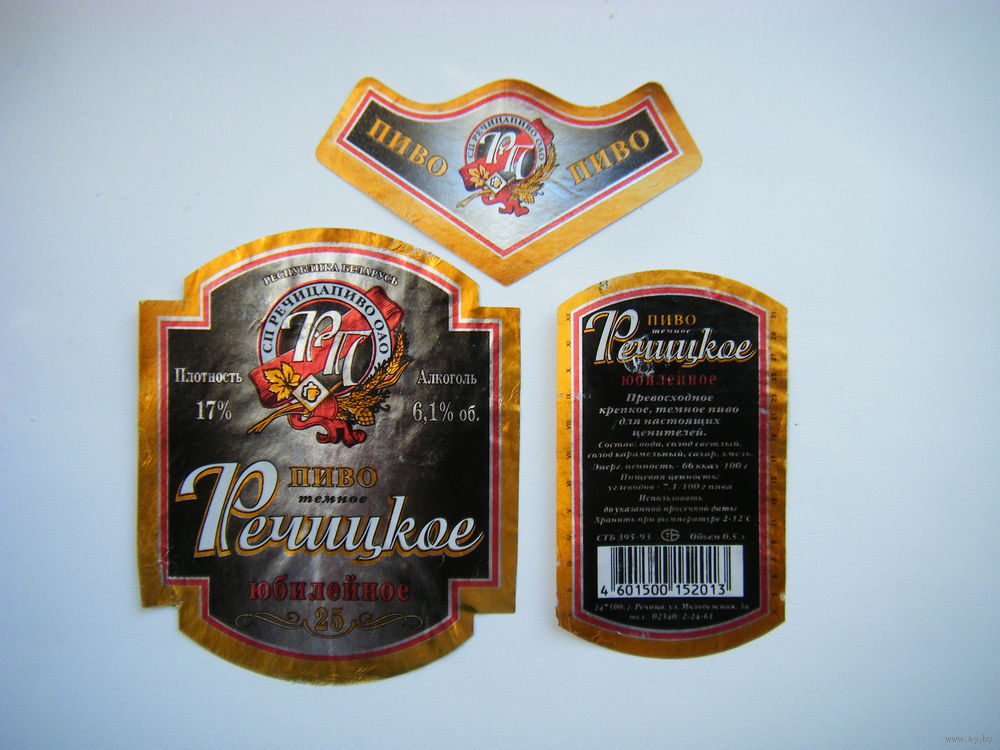 ПИВО
СП РЕЧИЦАПИВО ОАО
РП
ПИВО
РЕСПУБЛИКА БЕЛАРУСЬ
СП РЕЧИЦАПИВО ОАО
РП
Плотность
17%
Алкоголь
6,1% об.
ПИВО
темное
Речицкое
юбилейное
25
ПИВО
темное
Речицкое
юбилейное
Превосходное
крепкое, темное пиво
для настоящих
ценителей.
Состав: вода, солод светлый,
солод карамельный, сахар, хмель.
Энерг. ценность - 66 ккал 100 г
Пищевая ценность:
углеводов - 7.1 100 г пива
Использовать
до указанной просечкой даты
Хранить при температуре 2-12°С
СТБ 395-93 Объем 0.5 л
4 601500 152013
г. Речица, ул. Молодежная, 3а
тел. 02340 2-24-61
www.ay.by